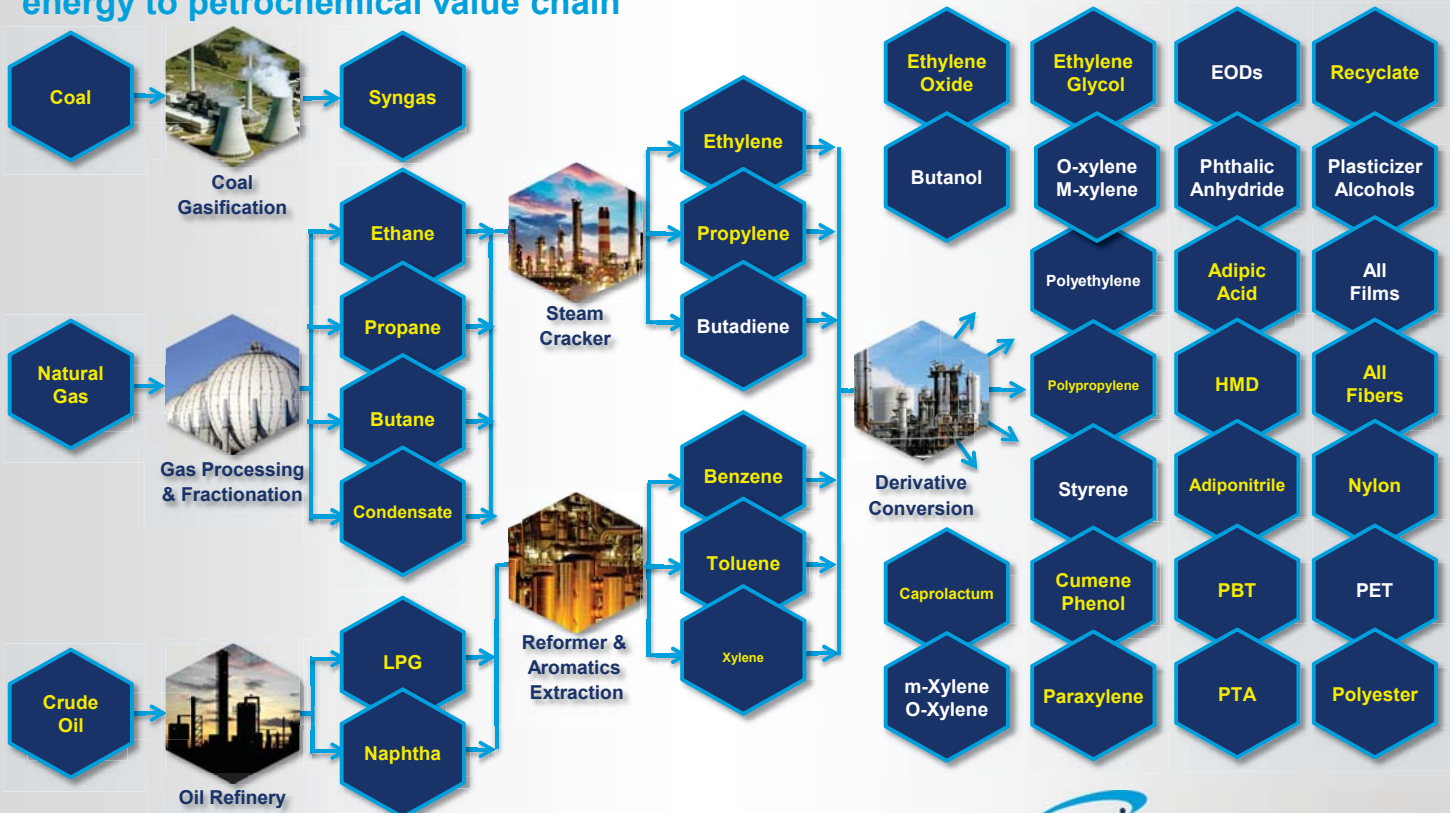 energy to petrochemical value chain
Coal
Coal
Gasification
Syngas
Natural
Gas
Gas Processing
& Fractionation
Ethane
Propane
Butane
Condensate
Crude
Oil
Oil Refinery
LPG
Naphtha
Steam
Cracker
Reformer &
Aromatics
Extraction
Ethylene
Propylene
Butadiene
Benzene
Toluene
Xylene
Derivative
Conversion
Ethylene
Oxide
Ethylene
Glycol
EODs
Recyclate
Butanol
O-xylene
M-xylene
Phthalic
Anhydride
Plasticizer
Alcohols
Polyethylene
Adipic
Acid
All
Films
Polypropylene
HMD
All
Fibers
Styrene
Adiponitrile
Nylon
Caprolactum
Cumene
Phenol
PBT
PET
m-Xylene
O-Xylene
Paraxylene
PTA
Polyester